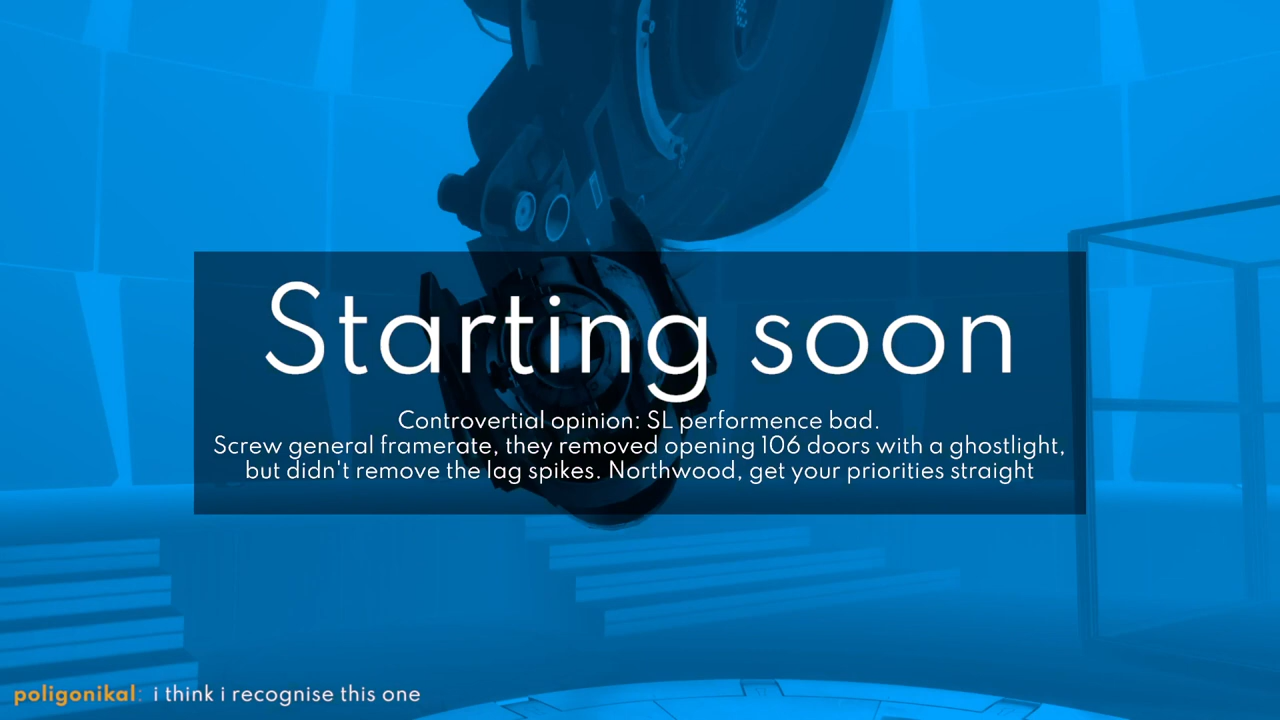 Starting soon
Controvertial opinion: SL performence bad.
Screw general framerate, they removed opening 106 doors with a ghostlight,
but didn't remove the lag spikes. Northwood, get your priorities straight
poligonikal: i think i recognise this one